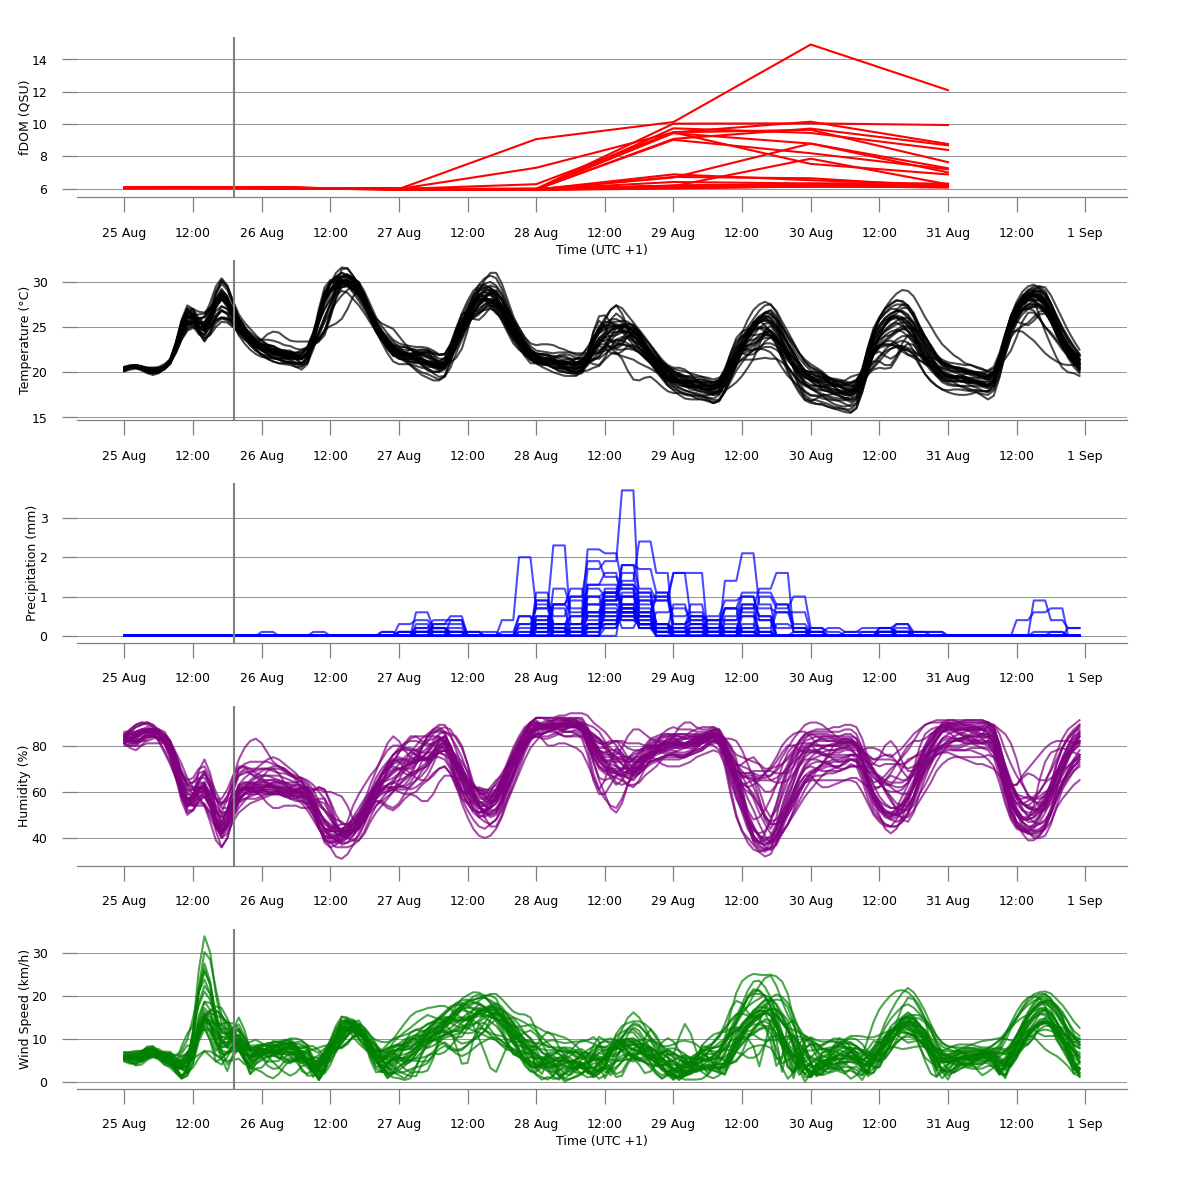 fDOM (QSU)
14
12
10
8
6
25 Aug 12:00 26 Aug 12:00 27 Aug 12:00 28 Aug 12:00 29 Aug 12:00 30 Aug 12:00 31 Aug 12:00 1 Sep
Time (UTC +1)
Temperature (°C)
30
25
20
15
25 Aug 12:00 26 Aug 12:00 27 Aug 12:00 28 Aug 12:00 29 Aug 12:00 30 Aug 12:00 31 Aug 12:00 1 Sep
Precipitation (mm)
3
2
1
0
25 Aug 12:00 26 Aug 12:00 27 Aug 12:00 28 Aug 12:00 29 Aug 12:00 30 Aug 12:00 31 Aug 12:00 1 Sep
Humidity (%)
80
60
40
25 Aug 12:00 26 Aug 12:00 27 Aug 12:00 28 Aug 12:00 29 Aug 12:00 30 Aug 12:00 31 Aug 12:00 1 Sep
Wind Speed (km/h)
30
20
10
0
25 Aug 12:00 26 Aug 12:00 27 Aug 12:00 28 Aug 12:00 29 Aug 12:00 30 Aug 12:00 31 Aug 12:00 1 Sep
Time (UTC +1)